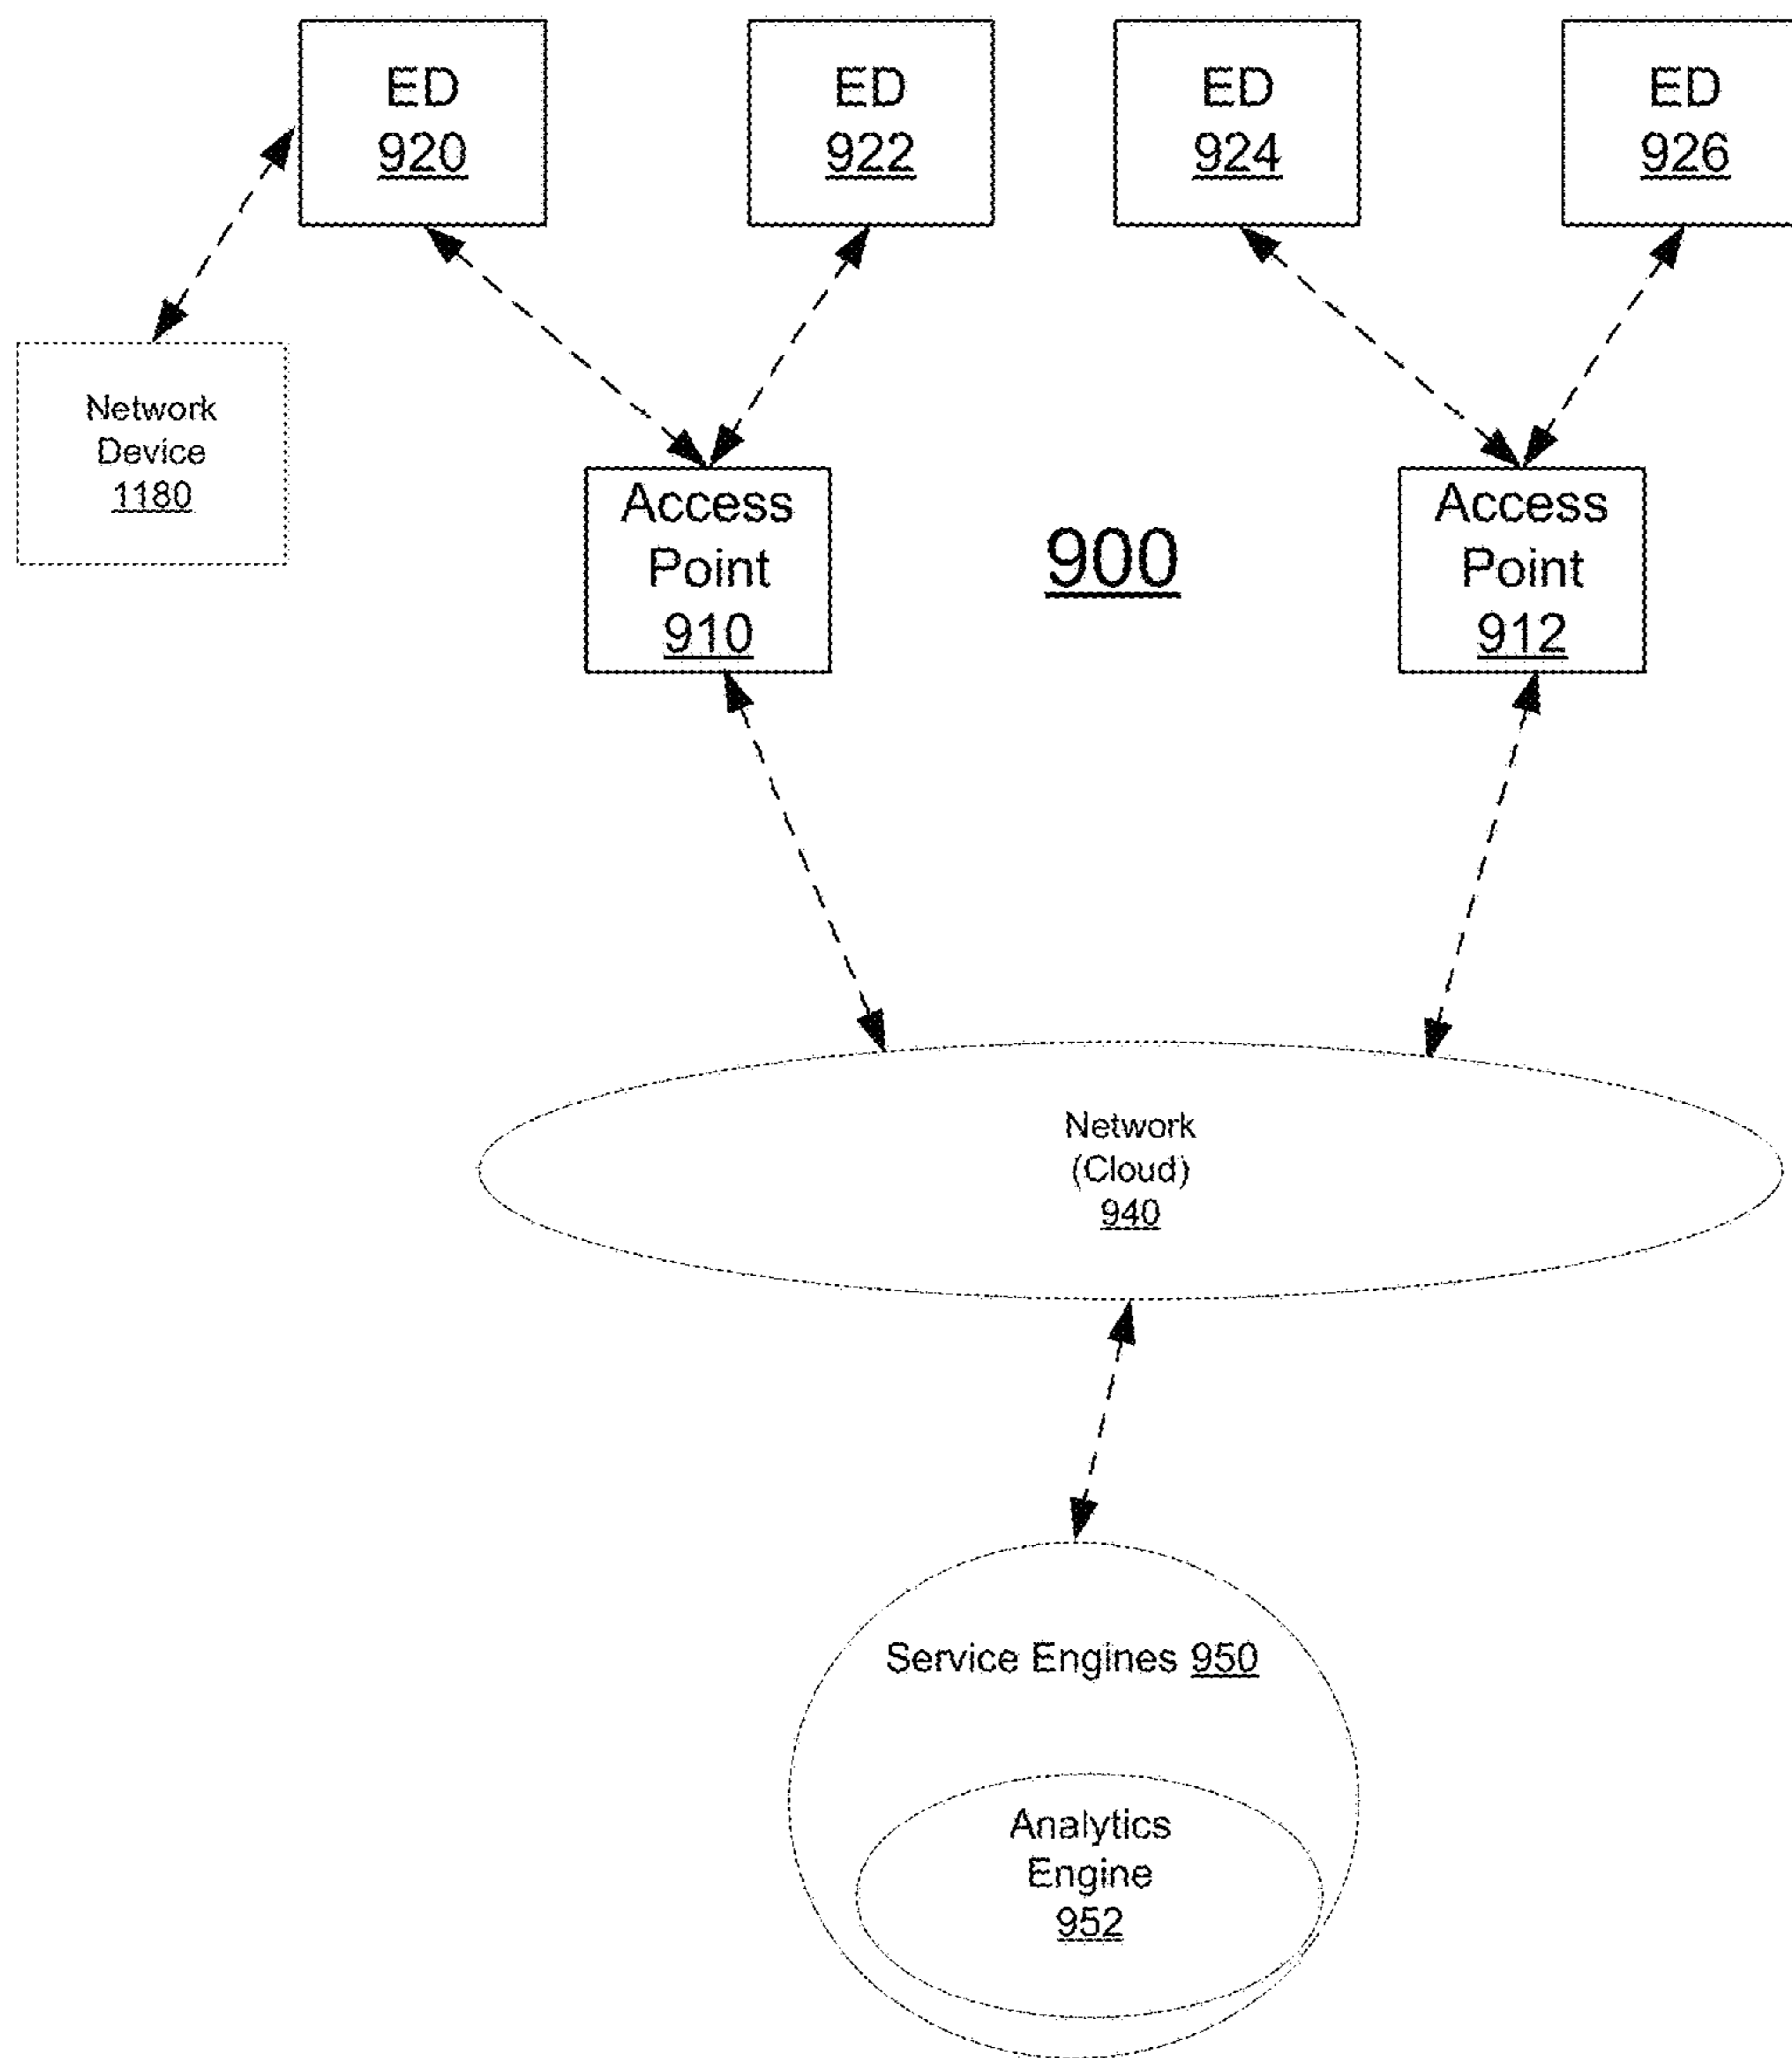 ED
920
ED
922
ED
924
ED
926
Network
Device
1180
Access
Point
910
900
Access
Point
912
Network
(Cloud)
940
Service Engines 950
Analytics
Engine
952